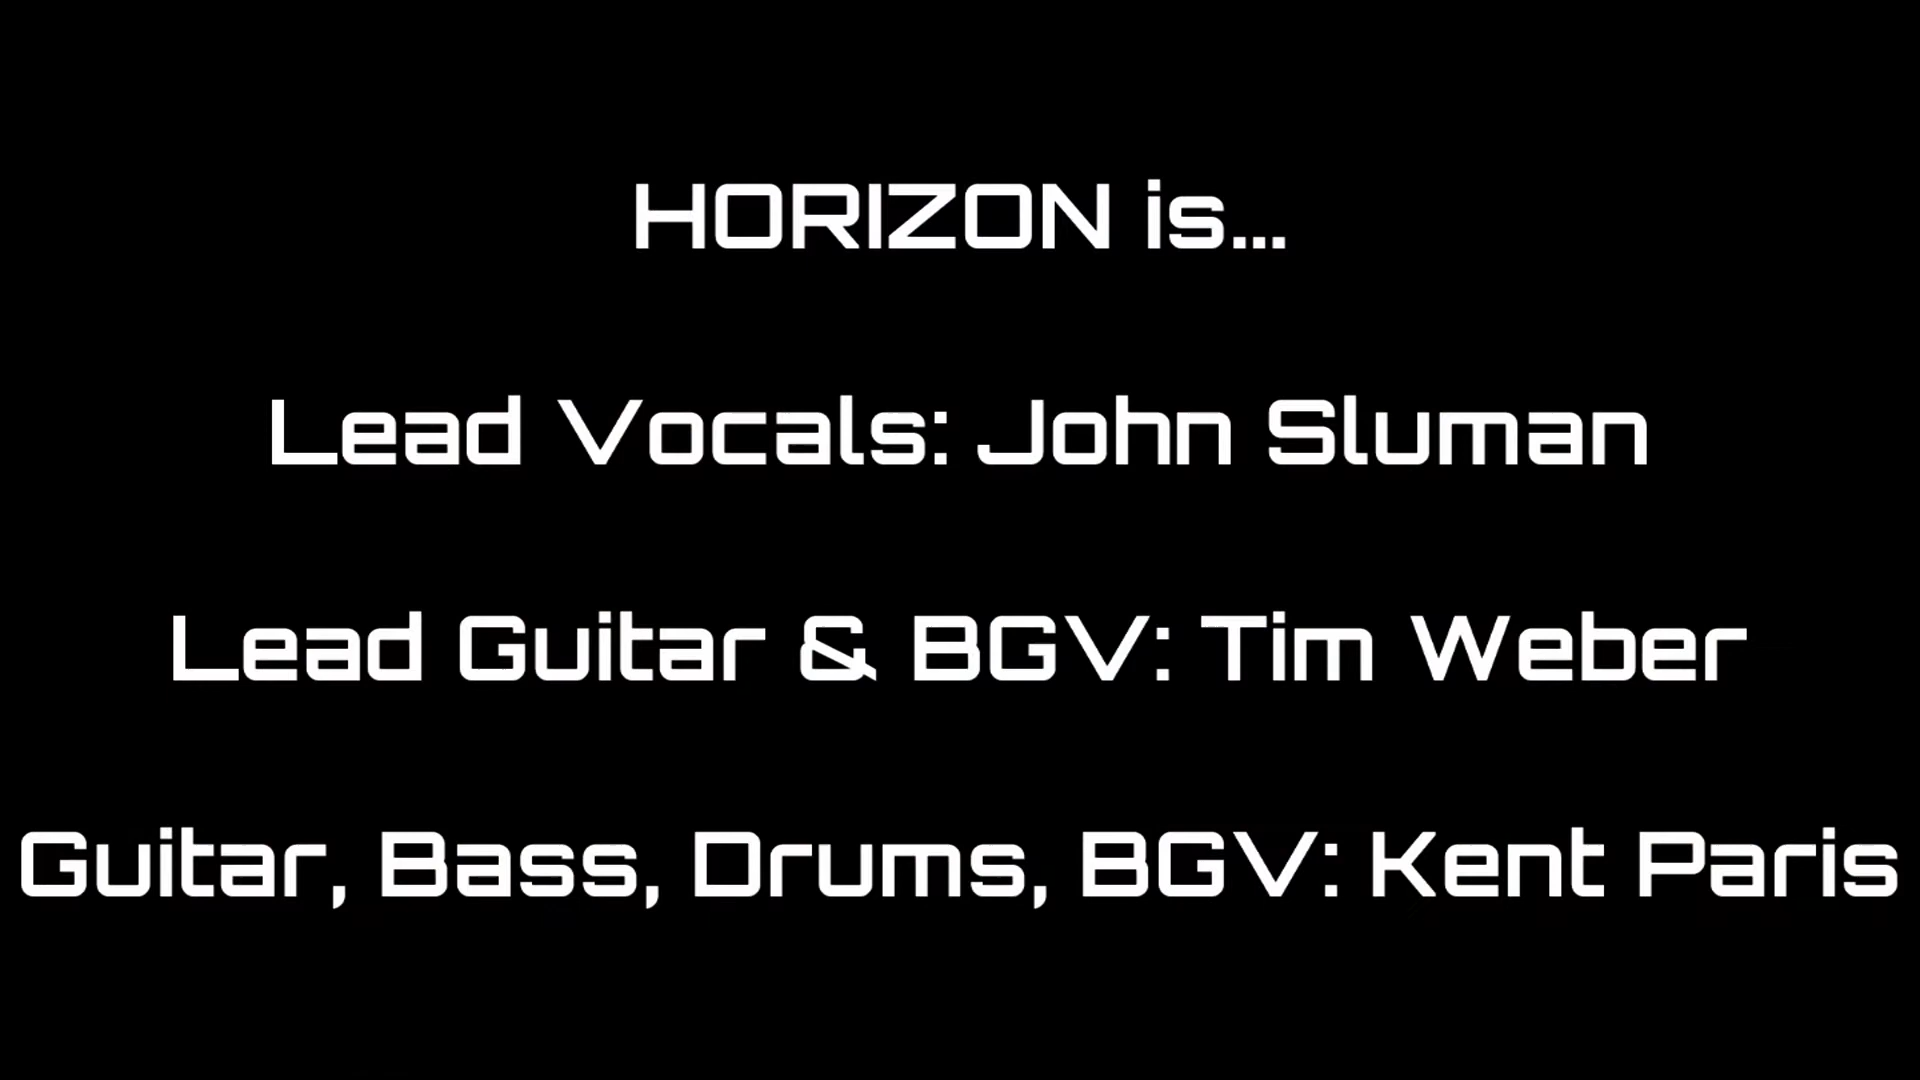 HORIZON is...
Lead Vocals: John Sluman
Lead Guitar & BGV: Tim Weber
Guitar, Bass, Drums, BGV: Kent Paris